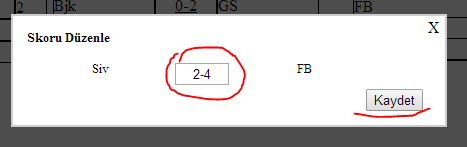 2 Bjk 0-2 GS FB
X
Skoru Düzenle
Siv 2-4 FB
Kaydet